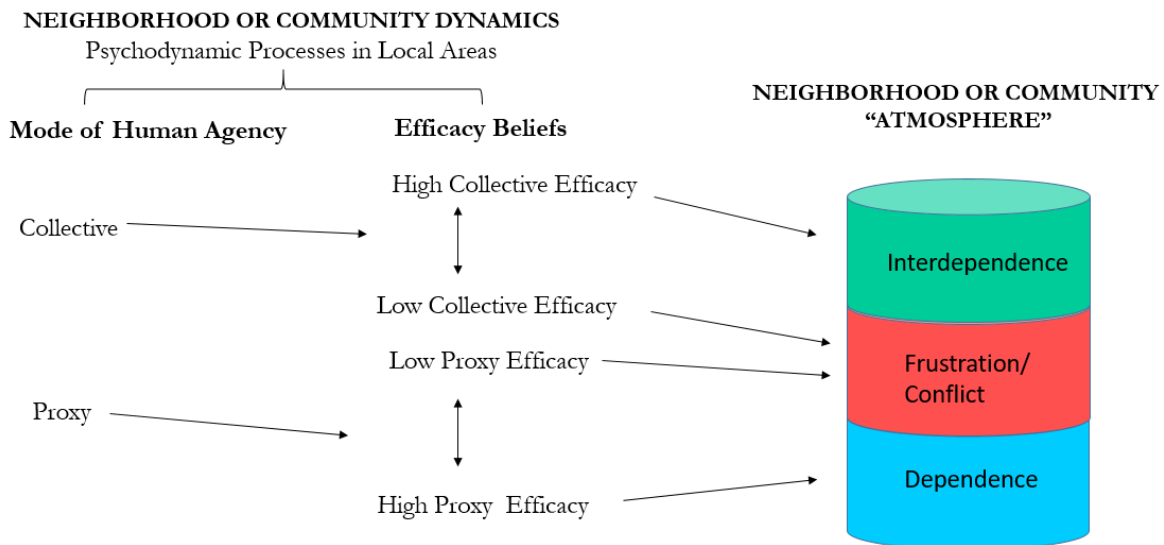 NEIGHBORHOOD OR COMMUNITY DYNAMICS
Psychodynamic Processes in Local Areas
Mode of Human Agency
Efficacy Beliefs
NEIGHBORHOOD OR COMMUNITY
“ATMOSPHERE”
High Collective Efficacy
Collective
Interdependence
Low Collective Efficacy
Low Proxy Efficacy
Frustration/
Conflict
Proxy
High Proxy Efficacy
Dependence